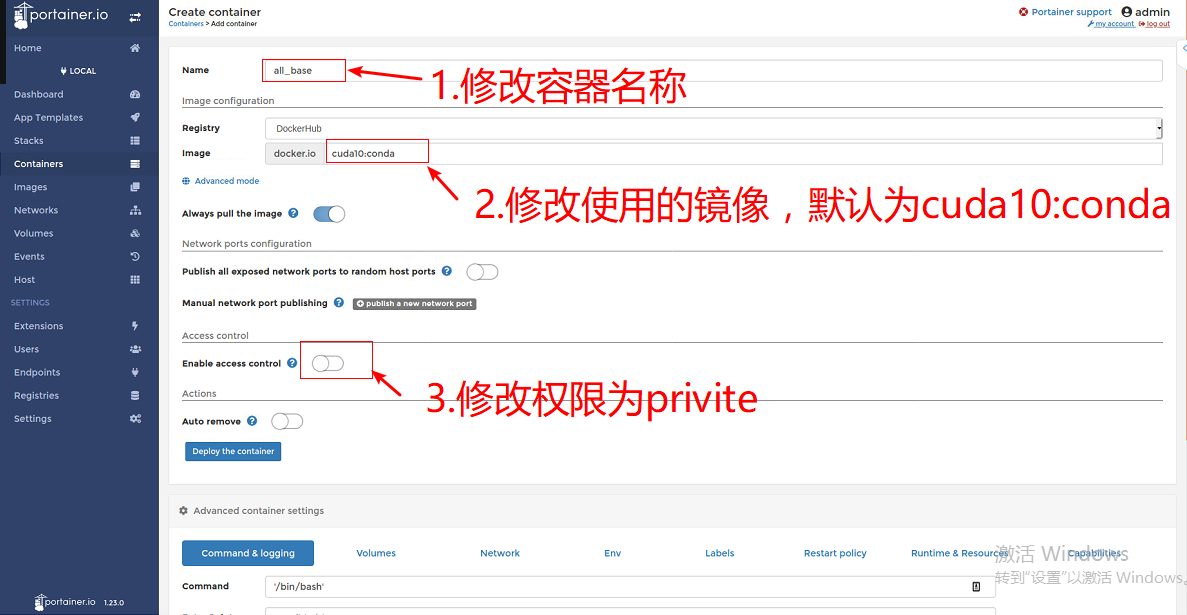 portainer.io
Home
LOCAL
Dashboard
App Templates
Stacks
Containers
Images
Networks
Volumes
Events
Host
SETTINGS
Extensions
Users
Endpoints
Registries
Settings
portainer.io 1.23.0
Create container
Containers > Add container
Portainer support admin
my account log out
Name all_base
1.修改容器名称
Image configuration
Registry DockerHub
Image docker.io cuda10:conda
2.修改使用的镜像，默认为cuda10:conda
Advanced mode
Always pull the image
Network ports configuration
Publish all exposed network ports to random host ports
Manual network port publishing publish a new network port
Access control
Enable access control
3.修改权限为privite
Actions
Auto remove
Deploy the container
Advanced container settings
Command & logging Volumes Network Env Labels Restart policy Runtime & Resources Capabilities
激活 Windows
转到"设置"以激活 Windows。
Command '/bin/bash'